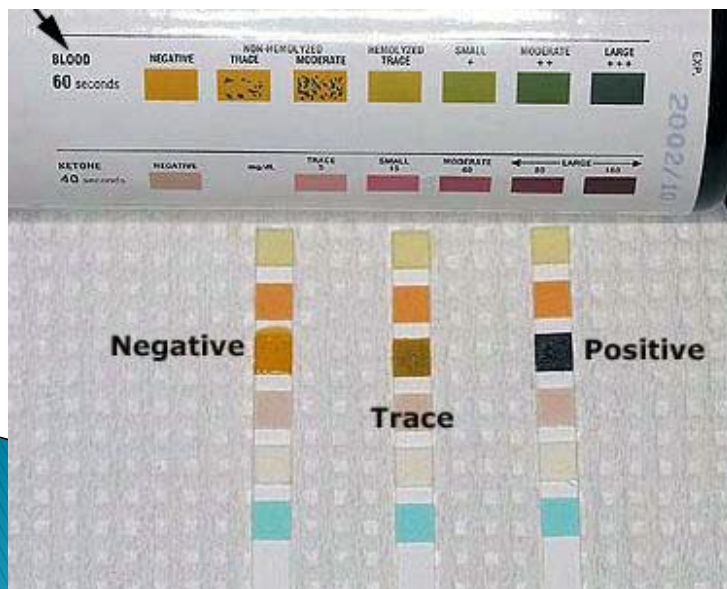 NON-HEMOLYZED HEMOLYZED SMALL MODERATE LARGE
BLOOD NEGATIVE TRACE MODERATE TRACE + ++ +++
60 seconds
EXP.
2002/10
KETONE NEGATIVE mg/dL TRACE SMALL MODERATE LARGE
40 seconds 5 15 40 80 160
Negative
Positive
Trace